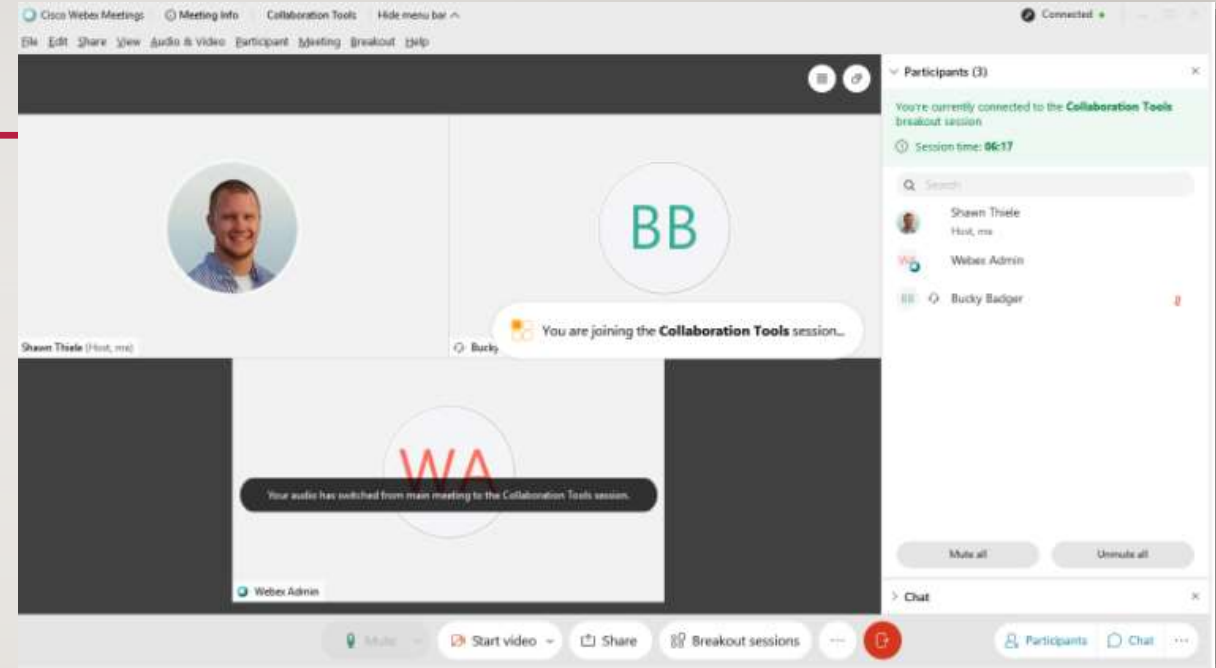 Cisco Webex Meetings Meeting Info Collaboration Tools Hide menu bar
Connected
File Edit Share View Audio & Video Participant Meeting Breakout Help
Participants (3)
You're currently connected to the Collaboration Tools
breakout session
Session time: 06:17
Search
Shawn Thiele
Host, me
WA Webex Admin
BB Bucky Badger
BB
You are joining the Collaboration Tools session...
Shawn Thiele (Host, me)
Bucky
WA
Your audio has switched from main meeting to the Collaboration Tools session.
Webex Admin
Mute all Unmute all
Chat
Mute Start video Share Breakout sessions
Participants Chat